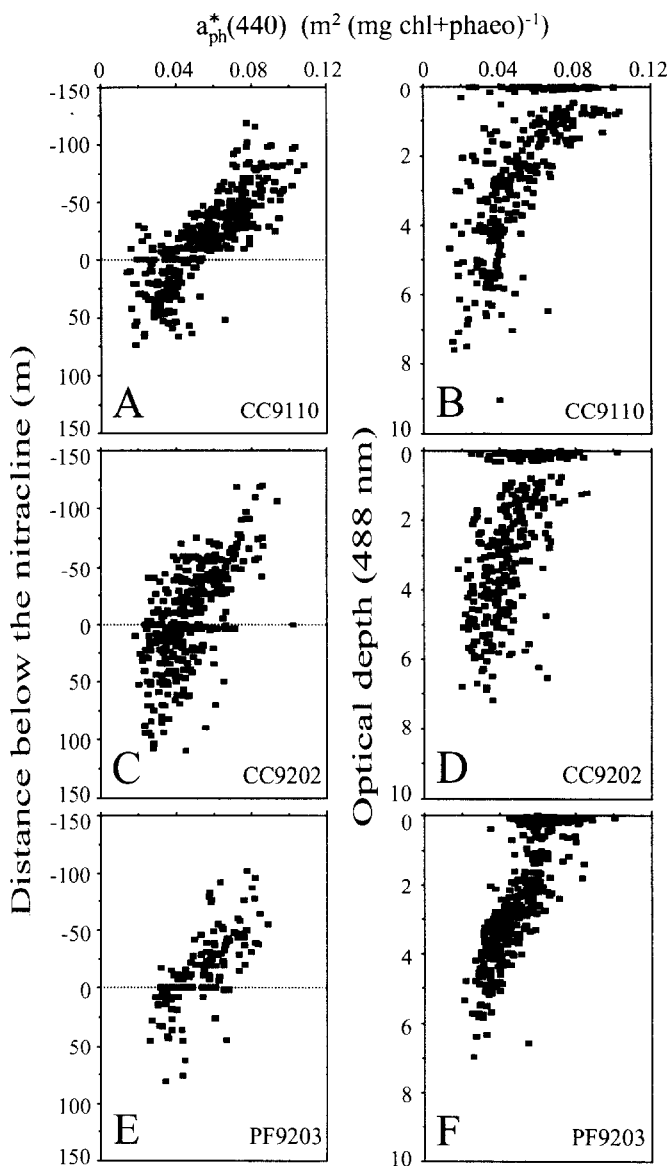 a*ph(440) (m2 (mg chl+phaeo)-1)
0 0.04 0.08 0.12 0 0.04 0.08 0.12
Distance below the nitracline (m)
-150
-100
-50
0
50
100
150
A
CC9110
Optical depth (488 nm)
0
2
4
6
8
10
B
CC9110
-150
-100
-50
0
50
100
150
C
CC9202
0
2
4
6
8
10
D
CC9202
-150
-100
-50
0
50
100
150
E
PF9203
0
2
4
6
8
10
F
PF9203